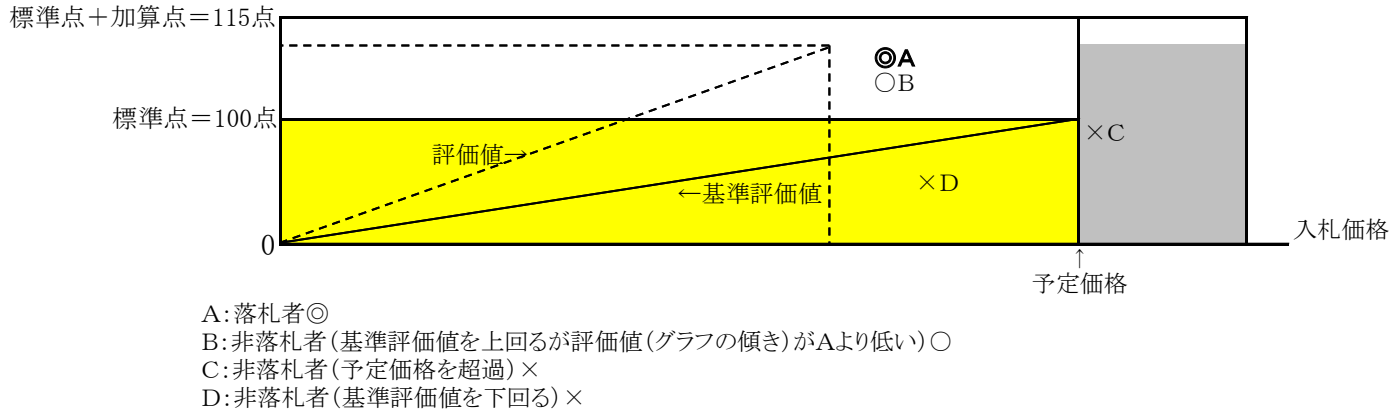 標準点＋加算点＝115点
◎A
○B
標準点＝100点
×C
評価値→
×D
←基準評価値
0
入札価格
↑
予定価格
A：落札者◎
B：非落札者（基準評価値を上回るが評価値（グラフの傾き）がAより低い）○
C：非落札者（予定価格を超過）×
D：非落札者（基準評価値を下回る）×